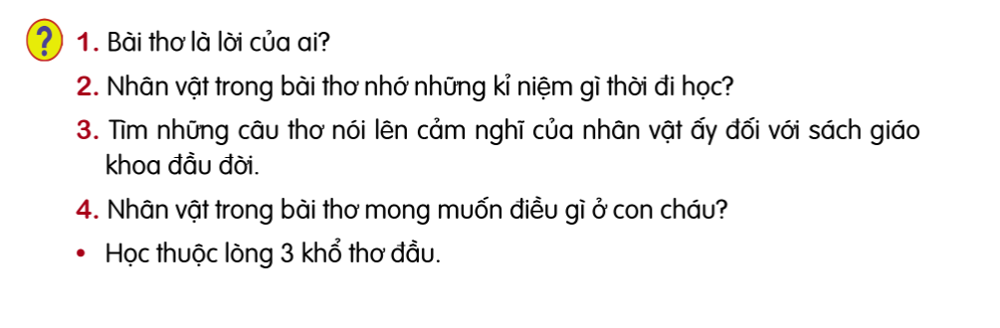 ? 1. Bài thơ là lời của ai?
2. Nhân vật trong bài thơ nhớ những kỉ niệm gì thời đi học?
3. Tìm những câu thơ nói lên cảm nghĩ của nhân vật ấy đối với sách giáo
khoa đầu đời.
4. Nhân vật trong bài thơ mong muốn điều gì ở con cháu?
• Học thuộc lòng 3 khổ thơ đầu.